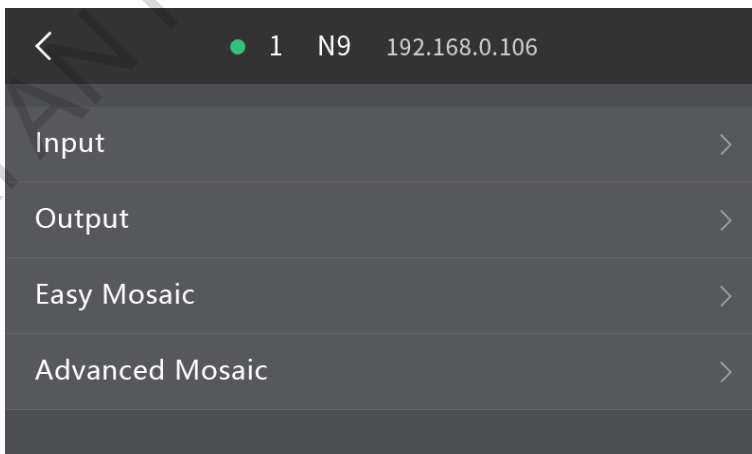 1 N9 192.168.0.106
Input
Output
Easy Mosaic
Advanced Mosaic